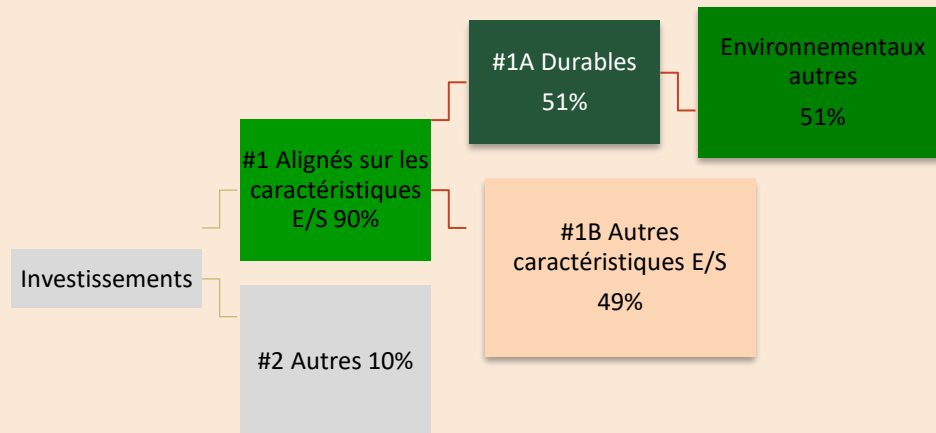 Investissements
#1 Alignés sur les
caractéristiques
E/S 90%
#2 Autres 10%
#1A Durables
51%
#1B Autres
caractéristiques E/S
49%
Environnementaux
autres
51%